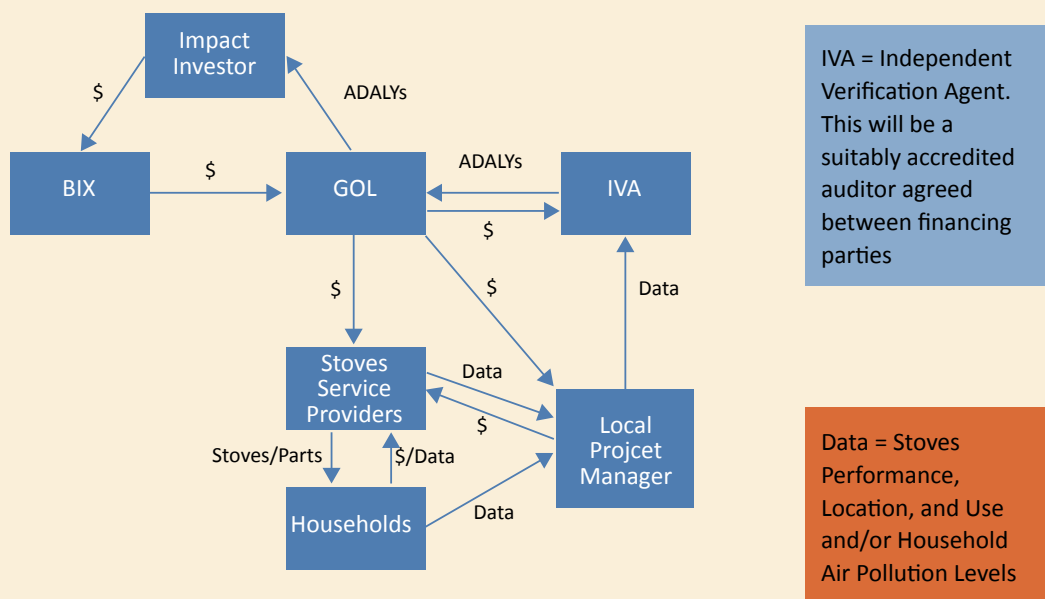 Impact
Investor
$
ADALYs
BIX
$
GOL
ADALYs
$
IVA
$
$
Data
Stoves
Service
Providers
Data
$
Local
Projcet
Manager
Stoves/Parts
$/Data
Households
Data
IVA = Independent
Verification Agent.
This will be a
suitably accredited
auditor agreed
between financing
parties
Data = Stoves
Performance,
Location, and Use
and/or Household
Air Pollution Levels